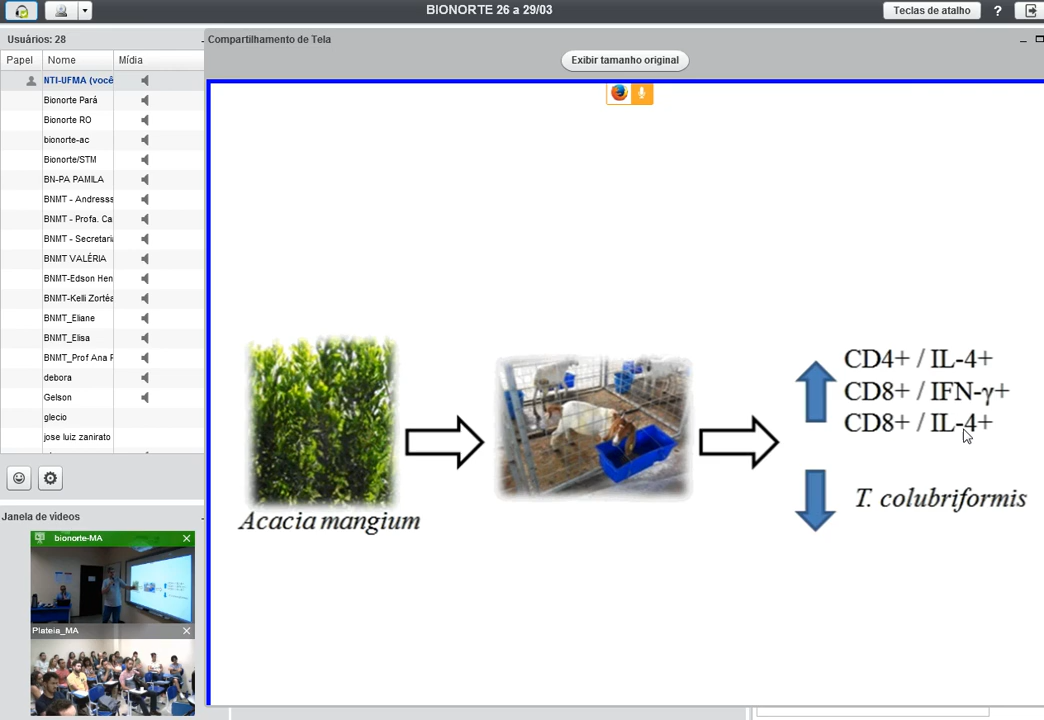 BIONORTE 26 a 29/03
Teclas de atalho
?
Usuários: 28
Compartilhamento de Tela
Papel Nome Mídia
Exibir tamanho original
NTI-UFMA (você
Bionorte Pará
Bionorte RO
bionorte-ac
Bionorte/STM
BN-PA PAMILA
BNMT - Andresss
BNMT - Profa. Ca
BNMT - Secretari
BNMT VALÉRIA
BNMT-Edson Hen
BNMT-Kelli Zortéa
BNMT_Eliane
BNMT_Elisa
BNMT_Prof Ana P
debora
Gelson
glecio
jose luiz zanirato
CD4+ / IL-4+
CD8+ / IFN-γ+
CD8+ / IL-4+
T. colubriformis
Acacia mangium
Janela de videos
bionorte-MA
Plateia_MA